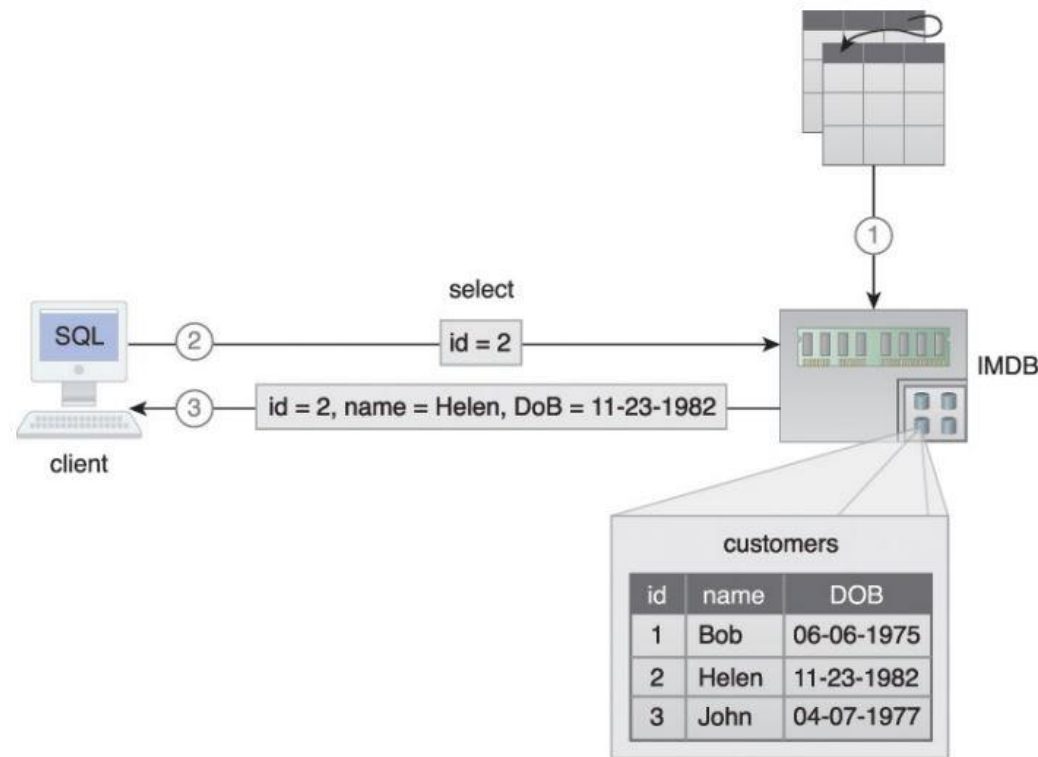 1
select
SQL
2
id = 2
IMDB
3
id = 2, name = Helen, DoB = 11-23-1982
client
customers
id name DOB
1 Bob 06-06-1975
2 Helen 11-23-1982
3 John 04-07-1977